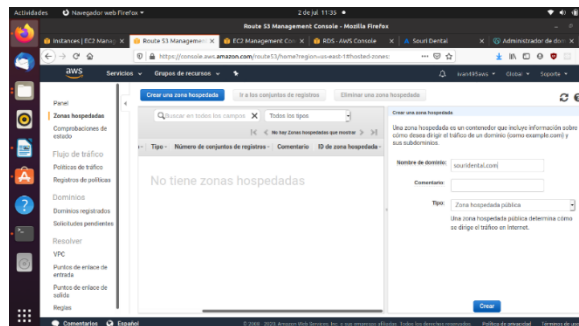 Actividades Navegador web Firefox 2 de jul 11:35
Route 53 Management Console - Mozilla Firefox
Instances | EC2 Manag Route 53 Managemen EC2 Management Con RDS - AWS Console Souri Dental Administrador de do
https://console.aws.amazon.com/route53/home?region=us-east-1#hosted-zones:
aws Servicios Grupos de recursos Global Soporte
Crear una zona hospedada Ir a los conjuntos de registros Eliminar una zona hospedada
Panel
Zonas hospedadas
Comprobaciones de estado
Flujo de tráfico
Políticas de tráfico
Registros de políticas
Dominios
Dominios registrados
Solicitudes pendientes
Resolver
VPC
Puntos de enlace de entrada
Puntos de enlace de salida
Reglas
Buscar en todos los campos Todos los tipos
No hay Zonas hospedadas que mostrar
Tipo Número de conjuntos de registros Comentario ID de zona hospedada
No tiene zonas hospedadas
Crear una zona hospedada
Una zona hospedada es un contenedor que incluye información sobre
cómo desea dirigir el tráfico de un dominio (como example.com) y
sus subdominios.
Nombre de dominio: souridental.com
Comentario:
Tipo: Zona hospedada pública
Una zona hospedada pública determina cómo
se dirige el tráfico en Internet.
Crear
Comentarios Español Política de privacidad Términos de uso